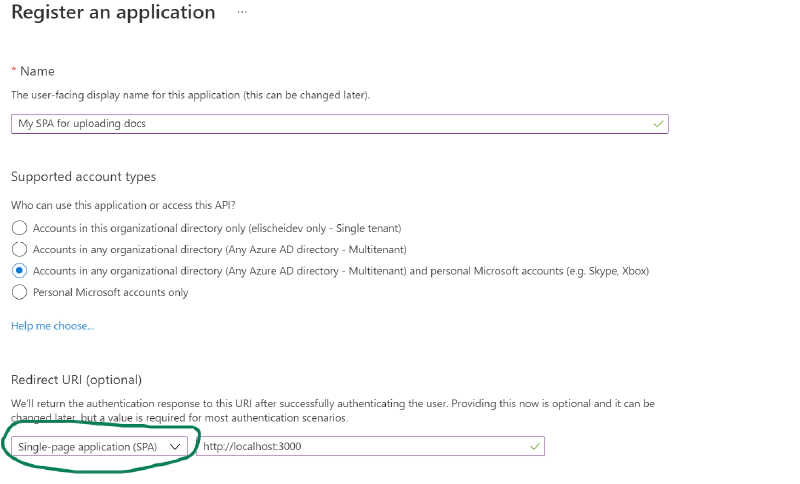 Register an application ...
* Name
The user-facing display name for this application (this can be changed later).
My SPA for uploading docs
Supported account types
Who can use this application or access this API?
Accounts in this organizational directory only (elischeidev only - Single tenant)
Accounts in any organizational directory (Any Azure AD directory - Multitenant)
Accounts in any organizational directory (Any Azure AD directory - Multitenant) and personal Microsoft accounts (e.g. Skype, Xbox)
Personal Microsoft accounts only
Help me choose...
Redirect URI (optional)
We'll return the authentication response to this URI after successfully authenticating the user. Providing this now is optional and it can be
changed later, but a value is required for most authentication scenarios.
Single-page application (SPA) http://localhost:3000